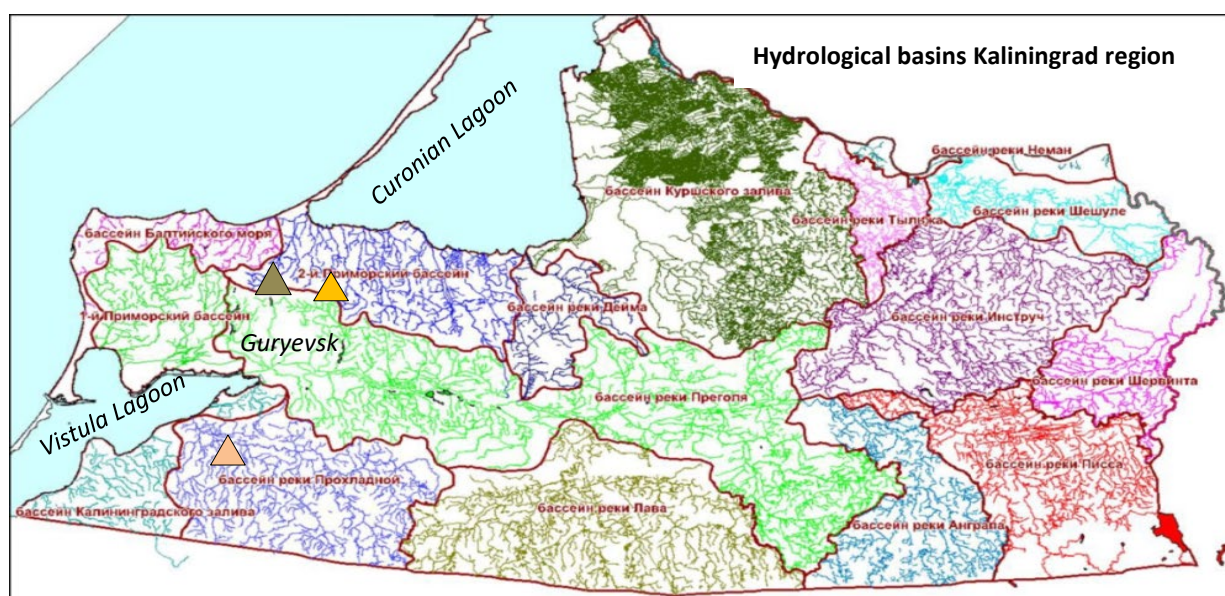 Hydrological basins Kaliningrad region
Curonian Lagoon
бассейн реки Неман
бассейн Куршского залива
бассейн реки Тыльжа
бассейн реки Шешупе
бассейн Балтийского моря
2-й Приморский бассейн
бассейн реки Дейма
1-й Приморский бассейн
бассейн реки Инструч
Guryevsk
Vistula Lagoon
бассейн реки Шервинта
бассейн реки Преголя
бассейн реки Писса
бассейн реки Прохладной
бассейн Калининградского залива
бассейн реки Лава
бассейн реки Анграпа